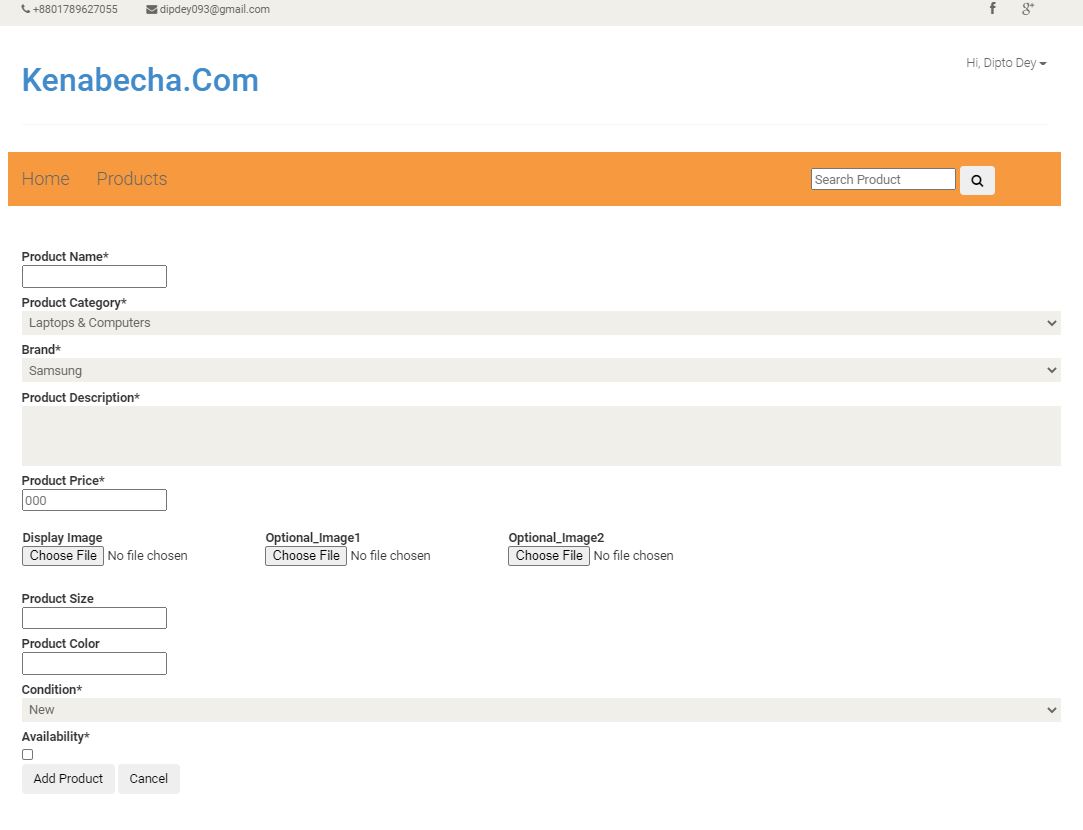 +8801789627055 dipdey093@gmail.com f g+
Kenabecha.Com
Hi, Dipto Dey
Home Products Search Product
Product Name*
Product Category*
Laptops & Computers
Brand*
Samsung
Product Description*
Product Price*
000
Display Image Optional_Image1 Optional_Image2
Choose File No file chosen Choose File No file chosen Choose File No file chosen
Product Size
Product Color
Condition*
New
Availability*
Add Product Cancel